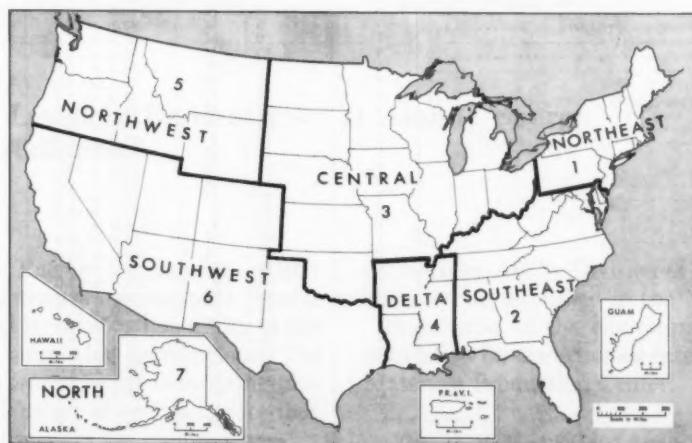 5
NORTHWEST
NORTHEAST
1
CENTRAL
3
SOUTHWEST
6
DELTA
4
SOUTHEAST
2
HAWAII
7
NORTH
ALASKA
P.R. & V.I.
GUAM